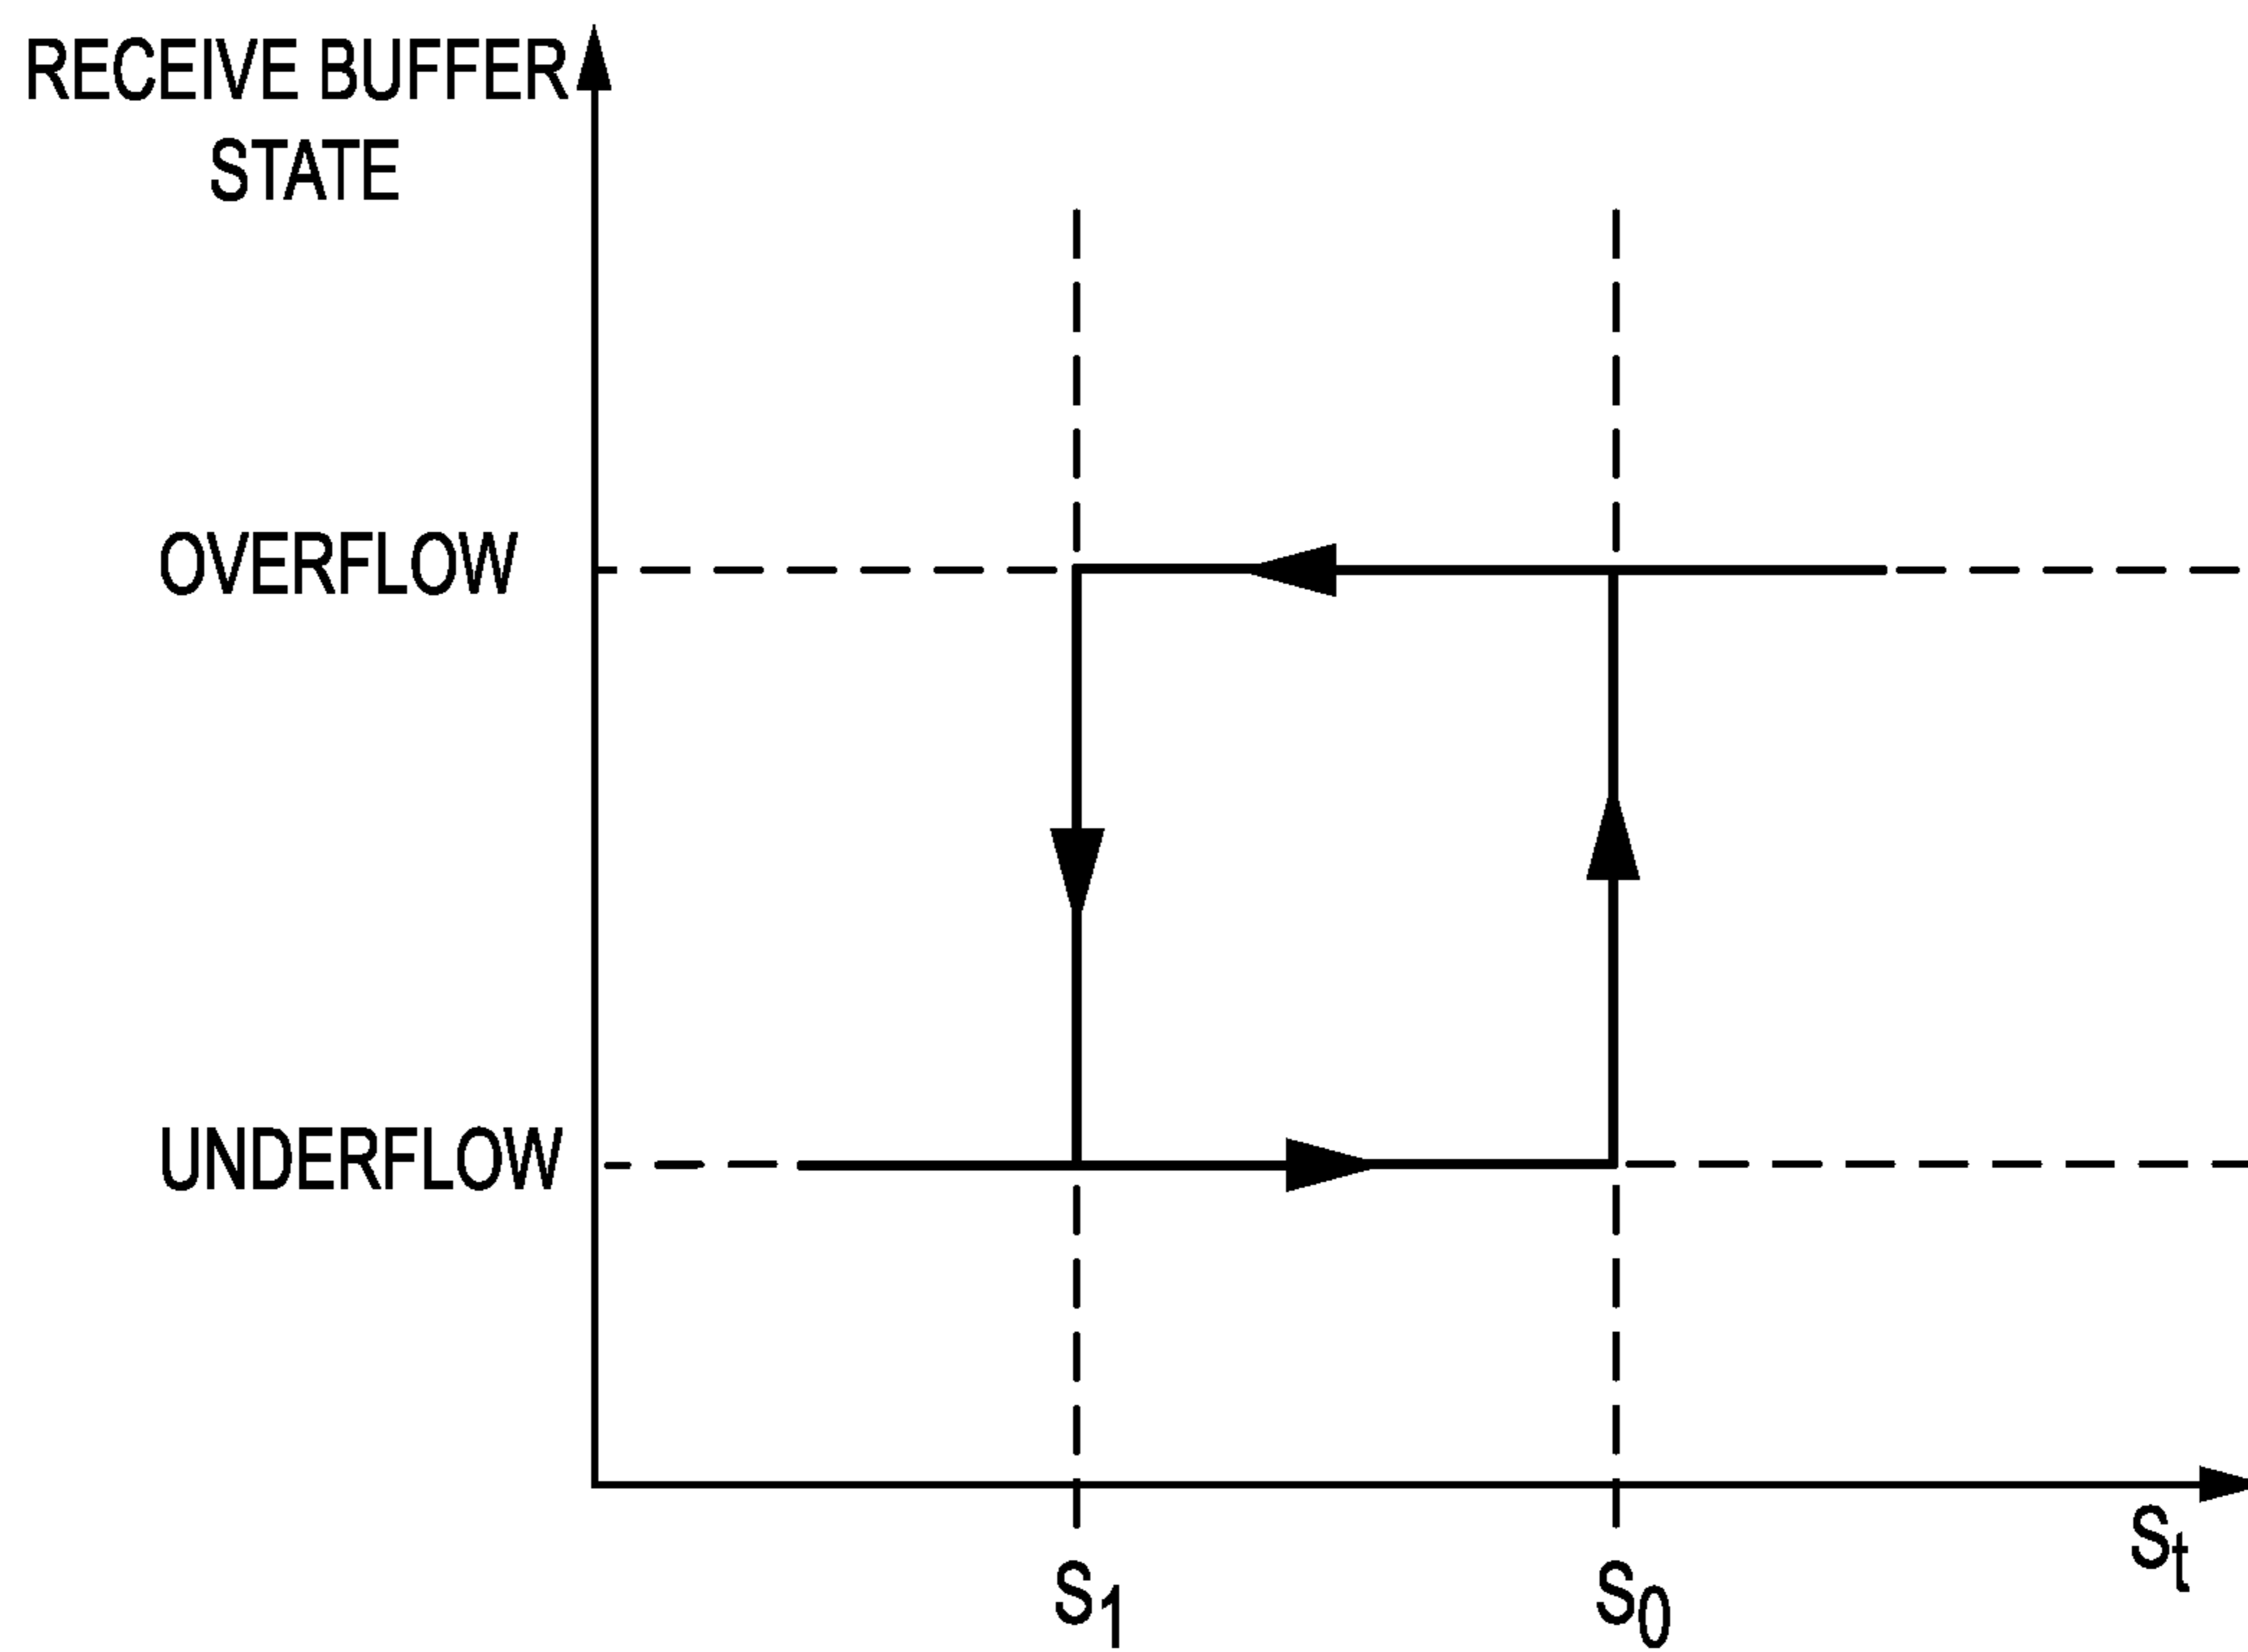 RECEIVE BUFFER
STATE
OVERFLOW
UNDERFLOW
St
S1
S0